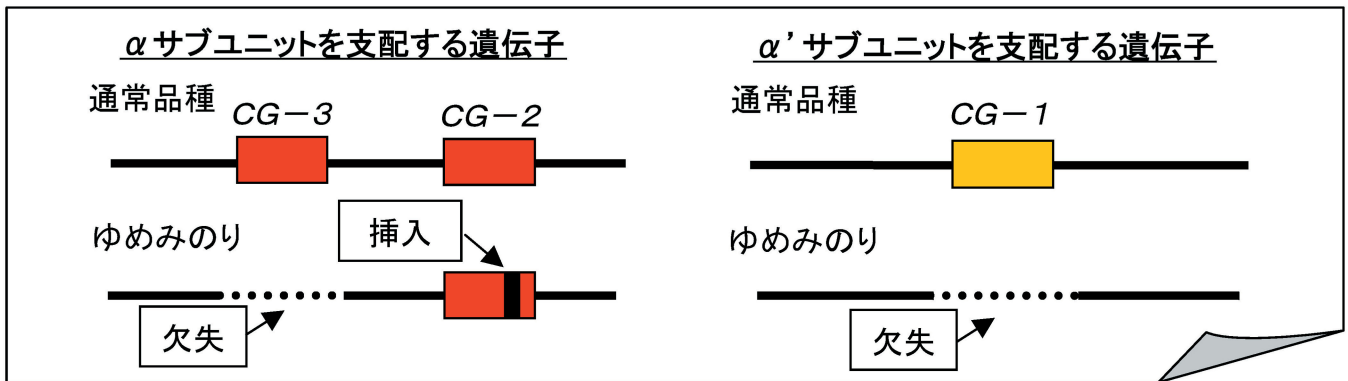 αサブユニットを支配する遺伝子
通常品種
CG－3
CG－2
ゆめみのり
挿入
欠失
α’サブユニットを支配する遺伝子
通常品種
CG－1
ゆめみのり
欠失